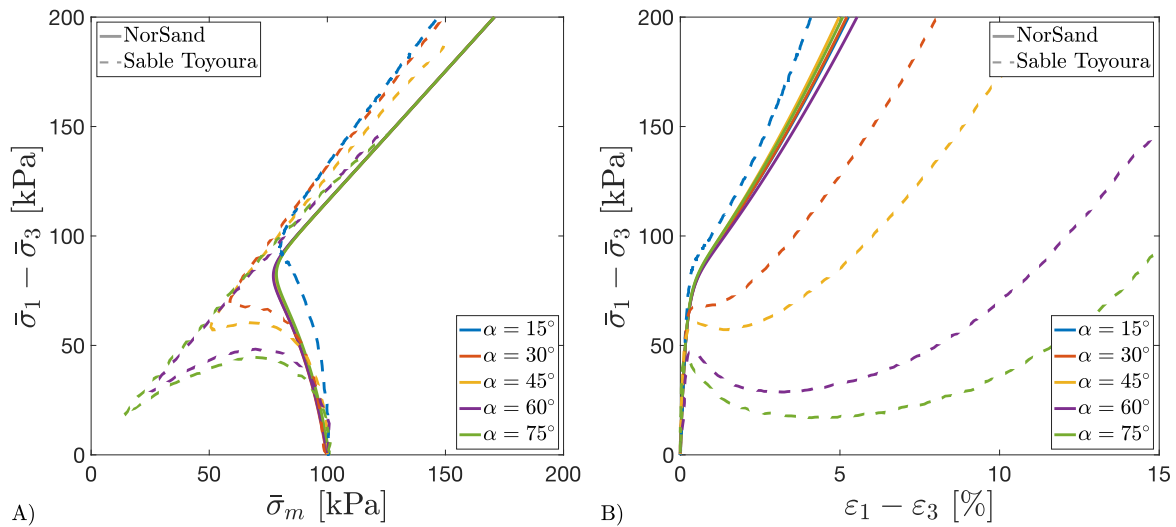 200
150
100
50
0
σ̄₁ − σ̄₃ [kPa]
NorSand
Sable Toyoura
α = 15°
α = 30°
α = 45°
α = 60°
α = 75°
0 50 100 150 200
A) σ̄ₘ [kPa]
200
150
100
50
0
σ̄₁ − σ̄₃ [kPa]
NorSand
Sable Toyoura
α = 15°
α = 30°
α = 45°
α = 60°
α = 75°
0 5 10 15
B) ε₁ − ε₃ [%]